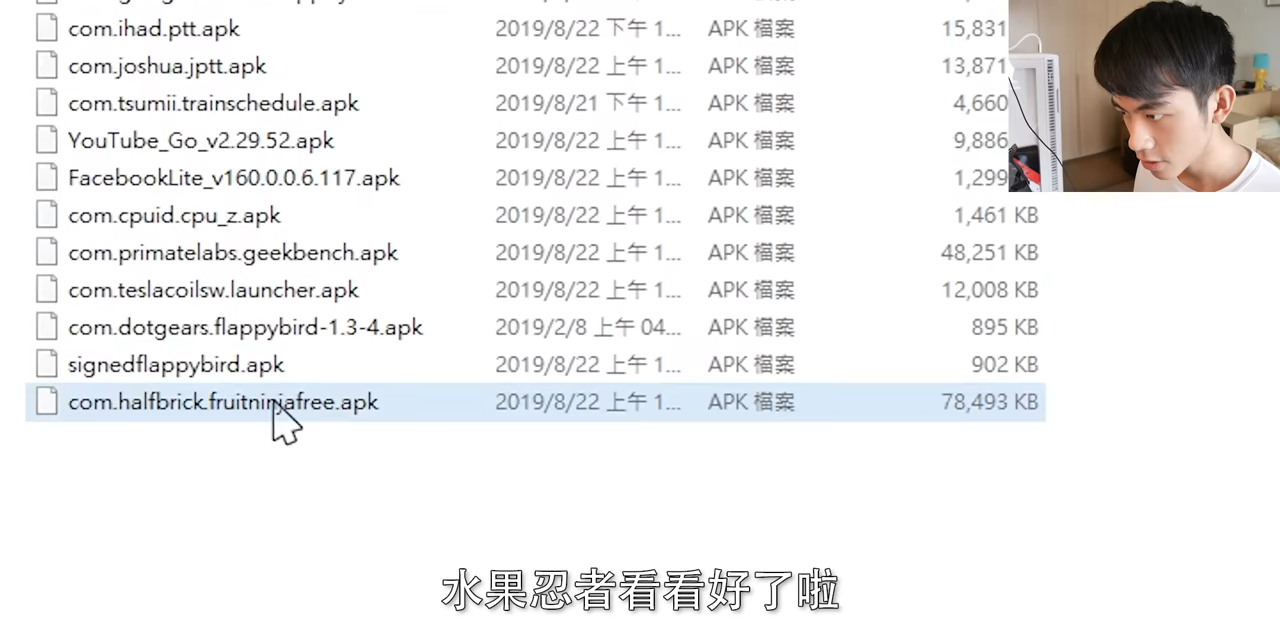 com.ihad.ptt.apk 2019/8/22 下午 1... APK 檔案 15,831
com.joshua.jptt.apk 2019/8/22 上午 1... APK 檔案 13,871
com.tsumii.trainschedule.apk 2019/8/21 下午 1... APK 檔案 4,660
YouTube_Go_v2.29.52.apk 2019/8/22 上午 1... APK 檔案 9,886
FacebookLite_v160.0.0.6.117.apk 2019/8/22 上午 1... APK 檔案 1,299
com.cpuid.cpu_z.apk 2019/8/22 上午 1... APK 檔案 1,461 KB
com.primatelabs.geekbench.apk 2019/8/22 上午 1... APK 檔案 48,251 KB
com.teslacoilsw.launcher.apk 2019/8/22 上午 1... APK 檔案 12,008 KB
com.dotgears.flappybird-1.3-4.apk 2019/2/8 上午 04... APK 檔案 895 KB
signedflappybird.apk 2019/8/22 上午 1... APK 檔案 902 KB
com.halfbrick.fruitninjafree.apk 2019/8/22 上午 1... APK 檔案 78,493 KB
水果忍者看看好了啦